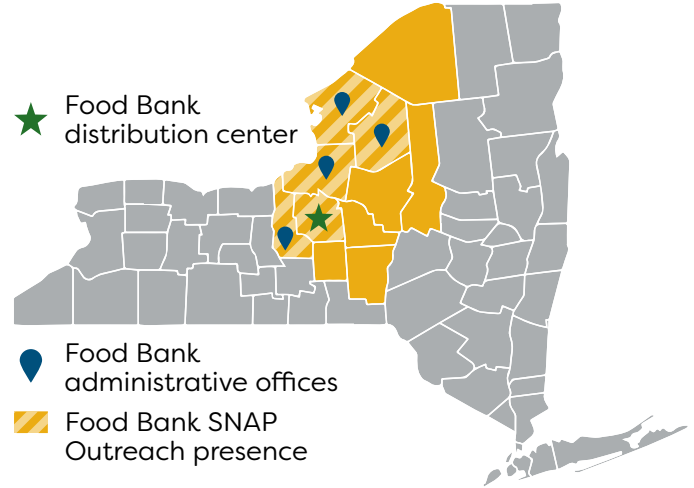 Food Bank
distribution center
Food Bank
administrative offices
Food Bank SNAP
Outreach presence